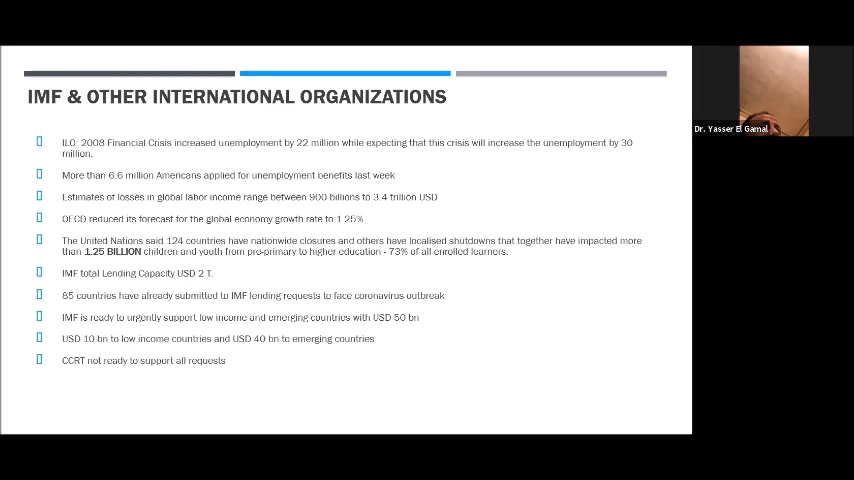 IMF & OTHER INTERNATIONAL ORGANIZATIONS
Dr. Yasser El Gamal
ILO: 2008 Financial Crisis increased unemployment by 22 million while expecting that this crisis will increase the unemployment by 30
million.
More than 6.6 million Americans applied for unemployment benefits last week
Estimates of losses in global labor income range between 900 billions to 3.4 trillion USD
OECD reduced its forecast for the global economy growth rate to 1.25%
The United Nations said 124 countries have nationwide closures and others have localised shutdowns that together have impacted more
than 1.25 BILLION children and youth from pre-primary to higher education - 73% of all enrolled learners.
IMF total Lending Capacity USD 2 T.
85 countries have already submitted to IMF lending requests to face coronavirus outbreak
IMF is ready to urgently support low income and emerging countries with USD 50 bn
USD 10 bn to low income countries and USD 40 bn to emerging countries
CCRT not ready to support all requests